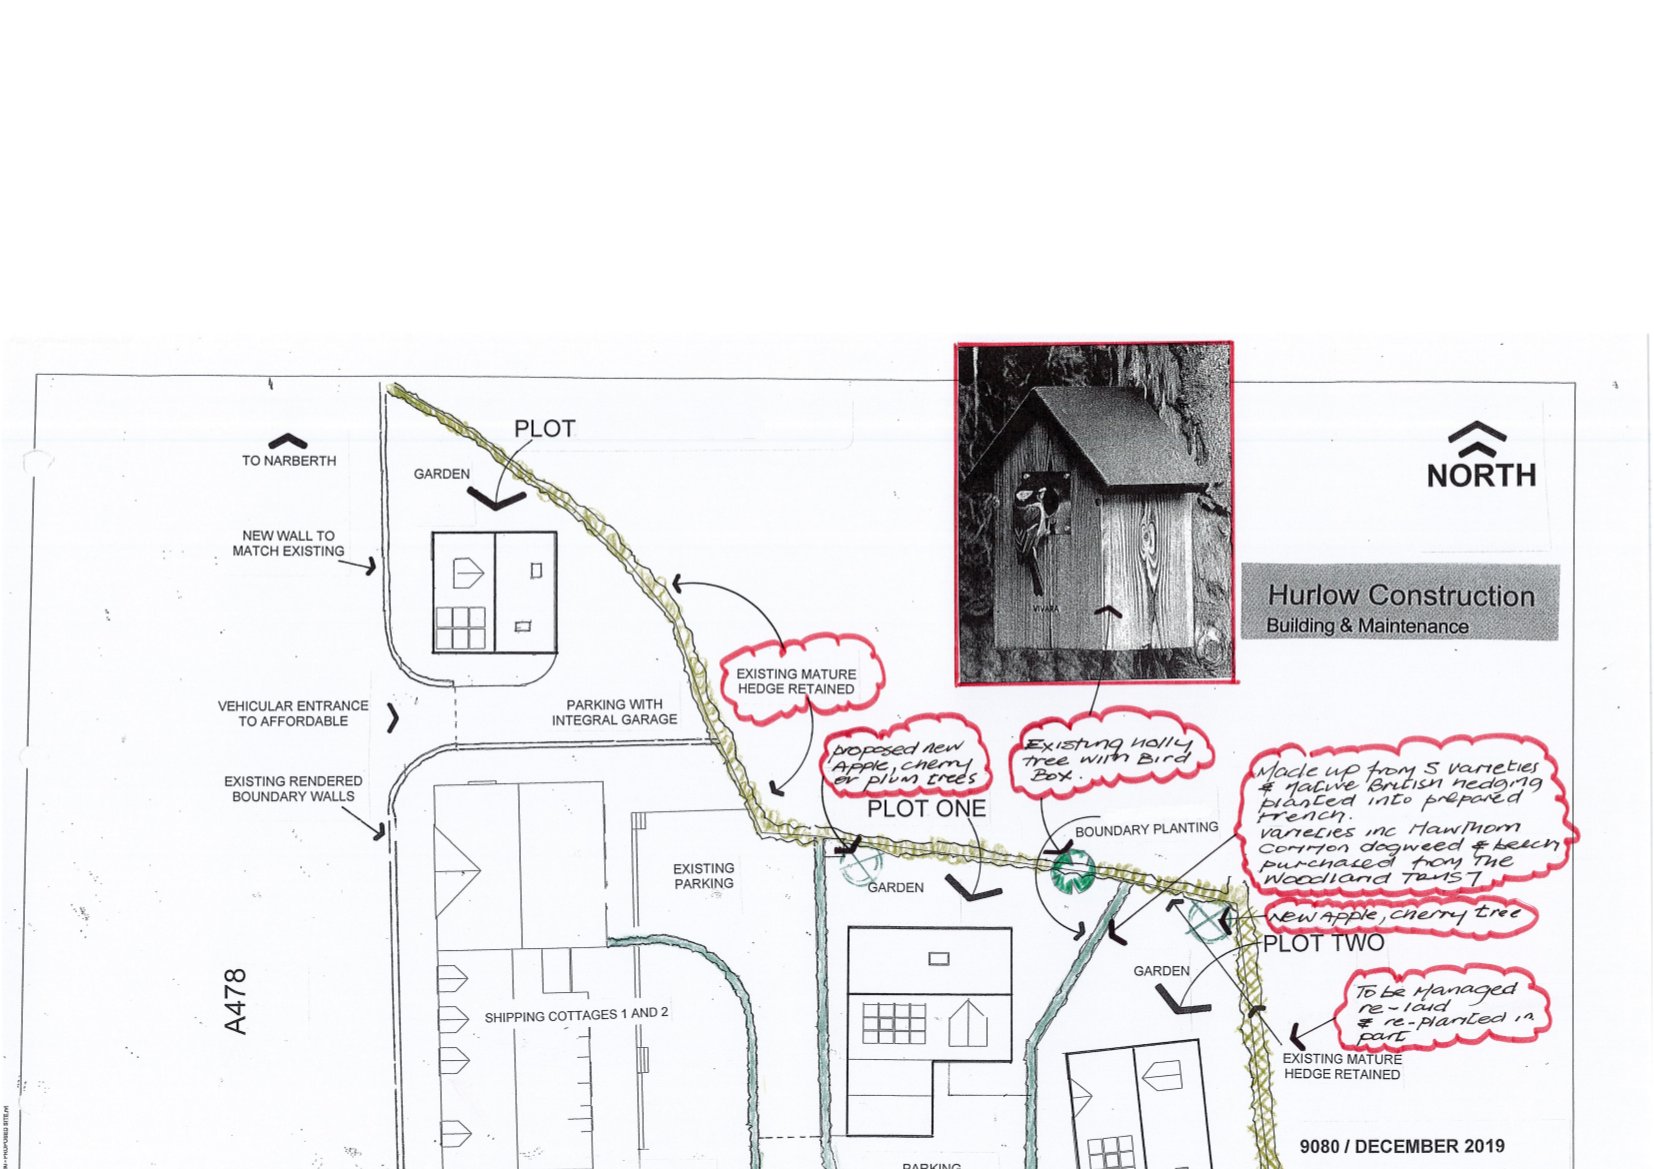 PLOT
GARDEN
TO NARBERTH
NEW WALL TO
MATCH EXISTING
NORTH
Hurlow Construction
Building & Maintenance
VIVARA
EXISTING MATURE
HEDGE RETAINED
VEHICULAR ENTRANCE
TO AFFORDABLE
PARKING WITH
INTEGRAL GARAGE
proposed new
Apple, cherry
or plum trees
PLOT ONE
Existing holly
tree with Bird
Box.
Made up from 5 varieties
& native British hedging
planted into prepared
trench.
varieties inc Hawthorn
common dogweed & beech
purchased from The
Woodland Trust
EXISTING RENDERED
BOUNDARY WALLS
BOUNDARY PLANTING
EXISTING
PARKING
GARDEN
New Apple, cherry tree
PLOT TWO
GARDEN
To be Managed
re-laid
& re-planted in
part
EXISTING MATURE
HEDGE RETAINED
A478
SHIPPING COTTAGES 1 AND 2
9080 / DECEMBER 2019
PARKING